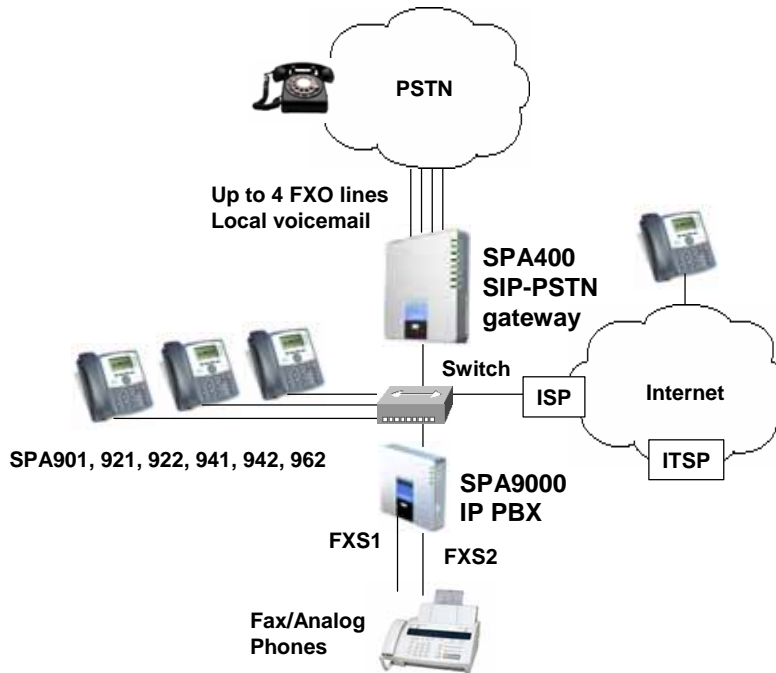 PSTN
Up to 4 FXO lines
Local voicemail
SPA400
SIP-PSTN
gateway
Switch
ISP
Internet
ITSP
SPA901, 921, 922, 941, 942, 962
SPA9000
IP PBX
FXS1
FXS2
Fax/Analog
Phones